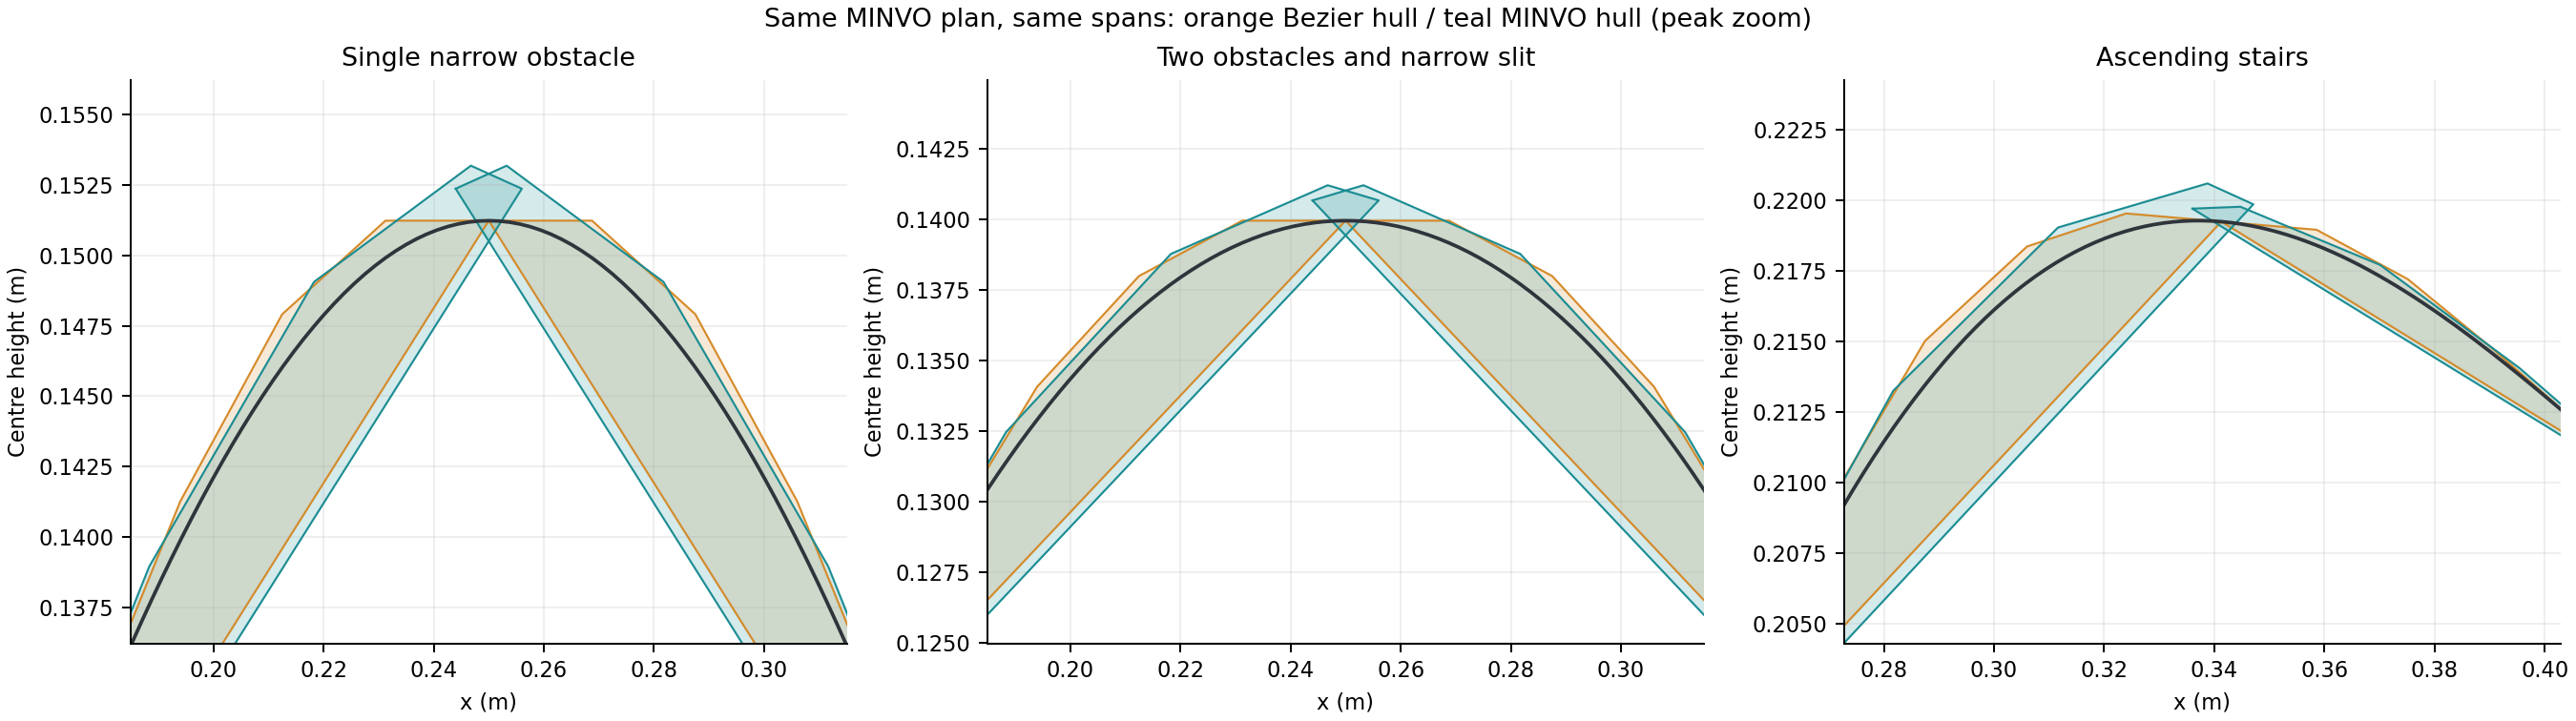 Same MINVO plan, same spans: orange Bezier hull / teal MINVO hull (peak zoom)
Single narrow obstacle
Centre height (m)
0.1550
0.1525
0.1500
0.1475
0.1450
0.1425
0.1400
0.1375
0.20 0.22 0.24 0.26 0.28 0.30
x (m)
Two obstacles and narrow slit
Centre height (m)
0.1425
0.1400
0.1375
0.1350
0.1325
0.1300
0.1275
0.1250
0.20 0.22 0.24 0.26 0.28 0.30
x (m)
Ascending stairs
Centre height (m)
0.2225
0.2200
0.2175
0.2150
0.2125
0.2100
0.2075
0.2050
0.28 0.30 0.32 0.34 0.36 0.38 0.40
x (m)